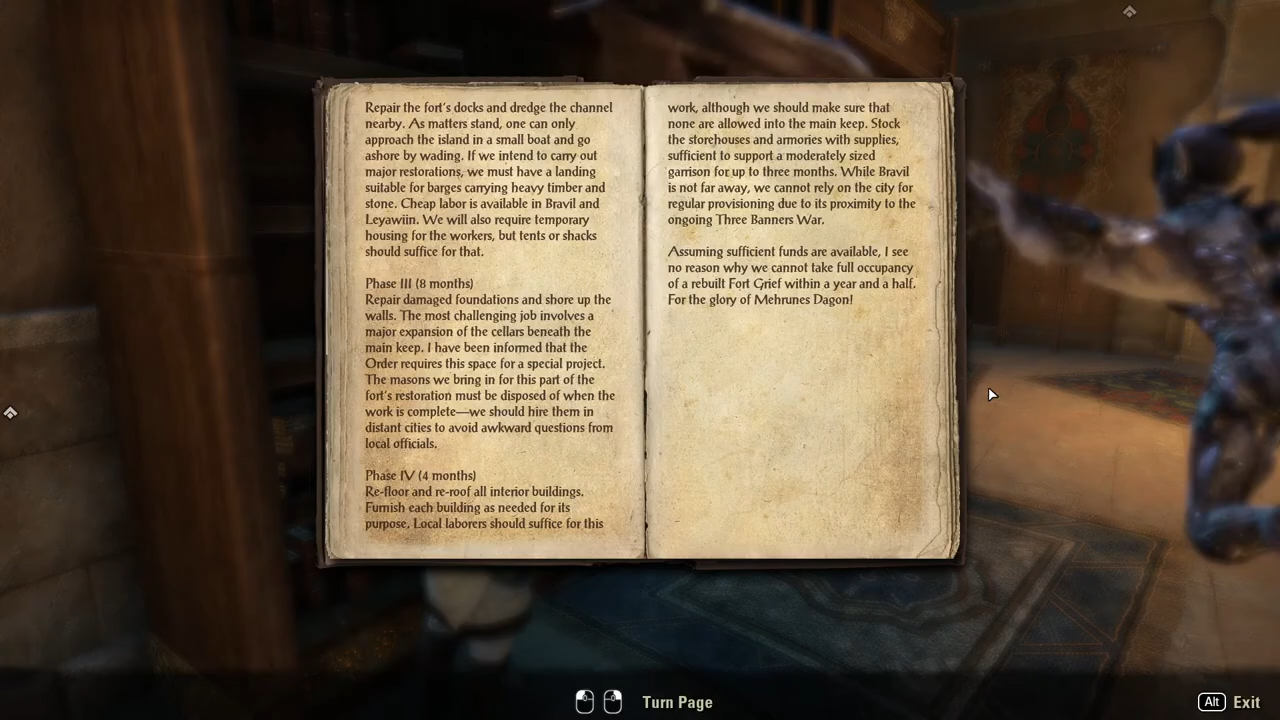 Repair the fort's docks and dredge the channel
nearby. As matters stand, one can only
approach the island in a small boat and go
ashore by wading. If we intend to carry out
major restorations, we must have a landing
suitable for barges carrying heavy timber and
stone. Cheap labor is available in Bravil and
Leyawiin. We will also require temporary
housing for the workers, but tents or shacks
should suffice for that.
Phase III (8 months)
Repair damaged foundations and shore up the
walls. The most challenging job involves a
major expansion of the cellars beneath the
main keep. I have been informed that the
Order requires this space for a special project.
The masons we bring in for this part of the
fort's restoration must be disposed of when the
work is complete—we should hire them in
distant cities to avoid awkward questions from
local officials.
Phase IV (4 months)
Re-floor and re-roof all interior buildings.
Furnish each building as needed for its
purpose. Local laborers should suffice for this
work, although we should make sure that
none are allowed into the main keep. Stock
the storehouses and armories with supplies,
sufficient to support a moderately sized
garrison for up to three months. While Bravil
is not far away, we cannot rely on the city for
regular provisioning due to its proximity to the
ongoing Three Banners War.
Assuming sufficient funds are available, I see
no reason why we cannot take full occupancy
of a rebuilt Fort Grief within a year and a half.
For the glory of Mehrunes Dagon!
Turn Page
Alt Exit